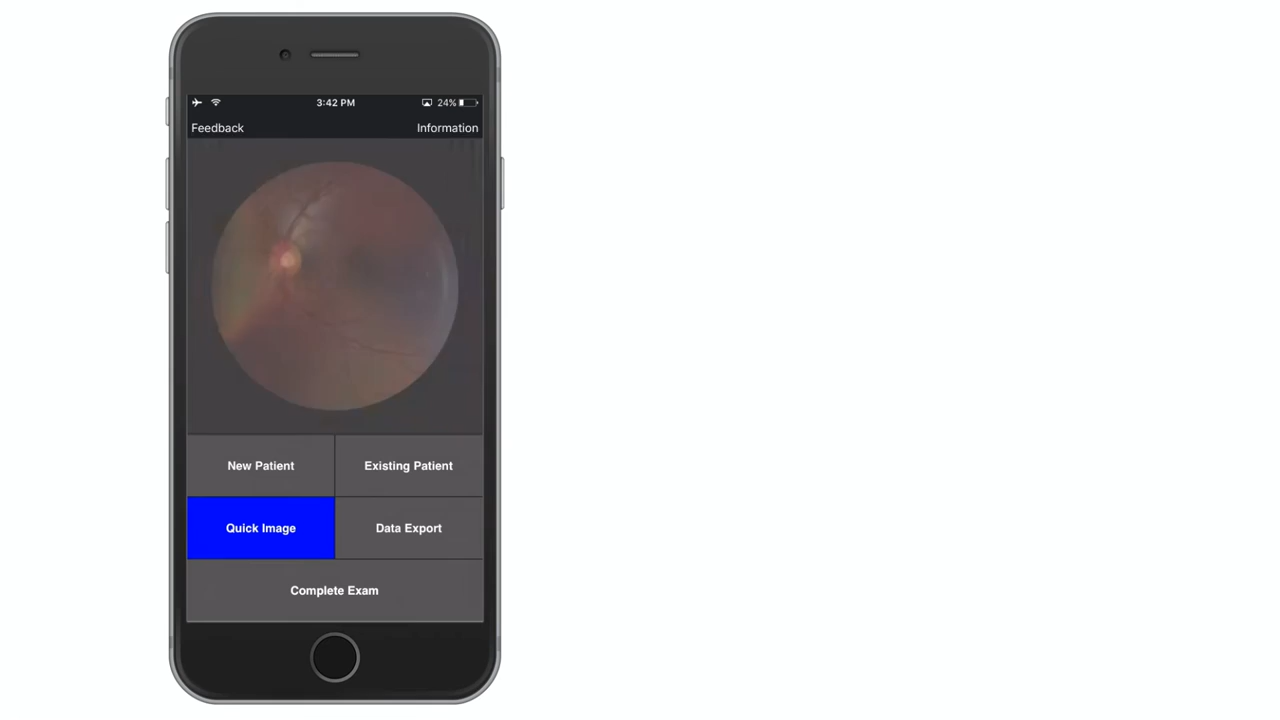 3:42 PM 24%
Feedback Information
New Patient Existing Patient
Quick Image Data Export
Complete Exam